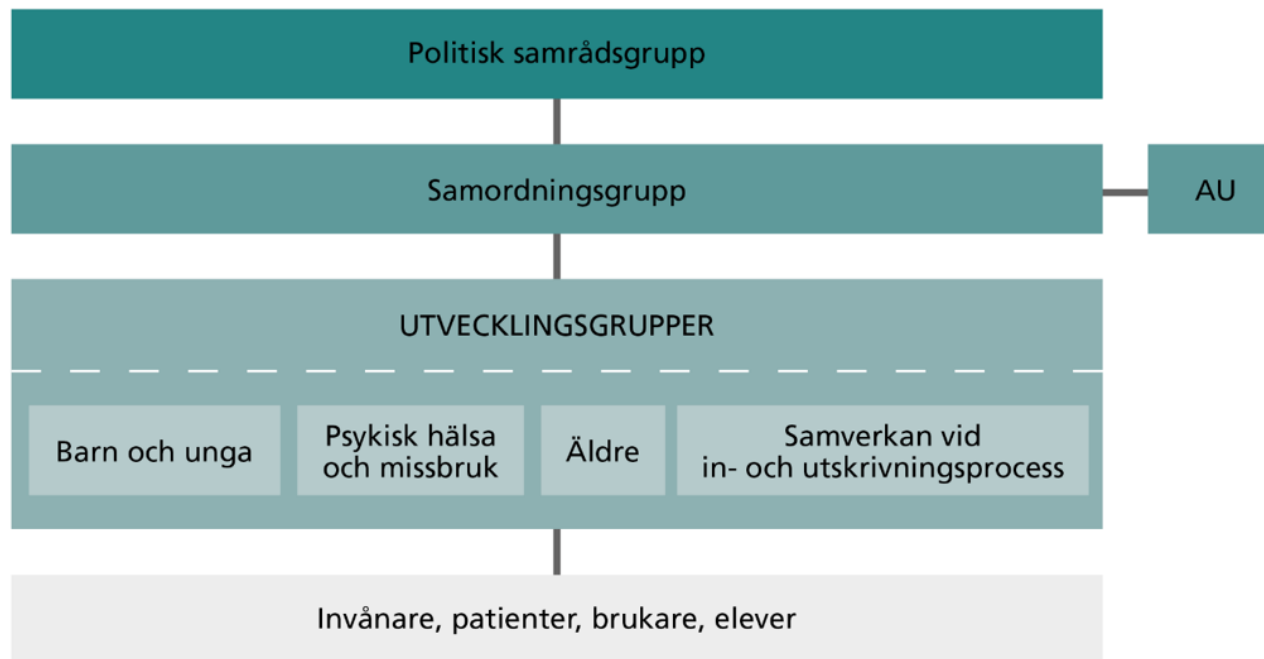 Politisk samrådsgrupp
Samordningsgrupp
AU
UTVECKLINGSGRUPPER
Barn och unga
Psykisk hälsa
och missbruk
Äldre
Samverkan vid
in- och utskrivningsprocess
Invånare, patienter, brukare, elever